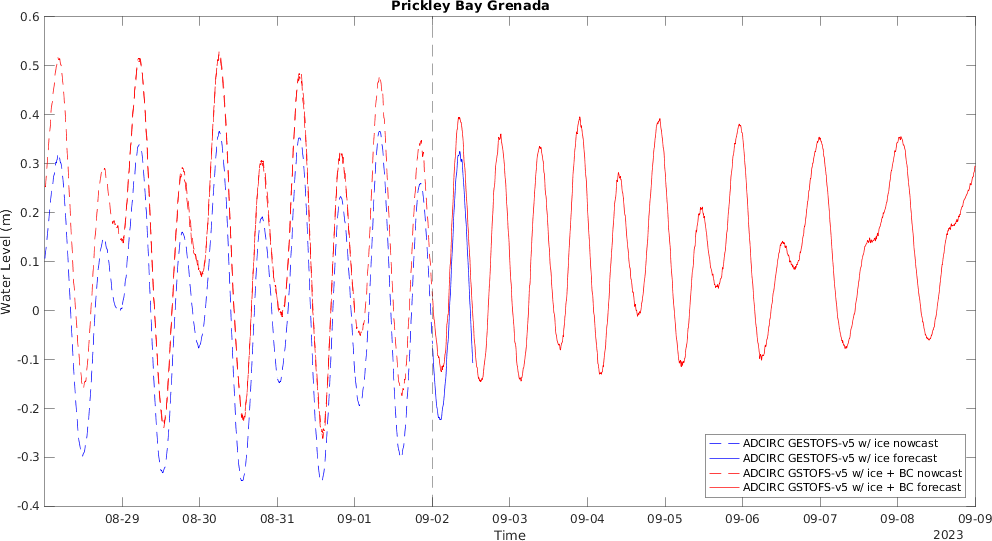 Prickley Bay Grenada
0.6
0.5
0.4
0.3
0.2
0.1
0
-0.1
-0.2
-0.3
-0.4
Water Level (m)
ADCIRC GESTOFS-v5 w/ ice nowcast
ADCIRC GESTOFS-v5 w/ ice forecast
ADCIRC GSTOFS-v5 w/ ice + BC nowcast
ADCIRC GSTOFS-v5 w/ ice + BC forecast
08-29 08-30 08-31 09-01 09-02 09-03 09-04 09-05 09-06 09-07 09-08 09-09
Time
2023